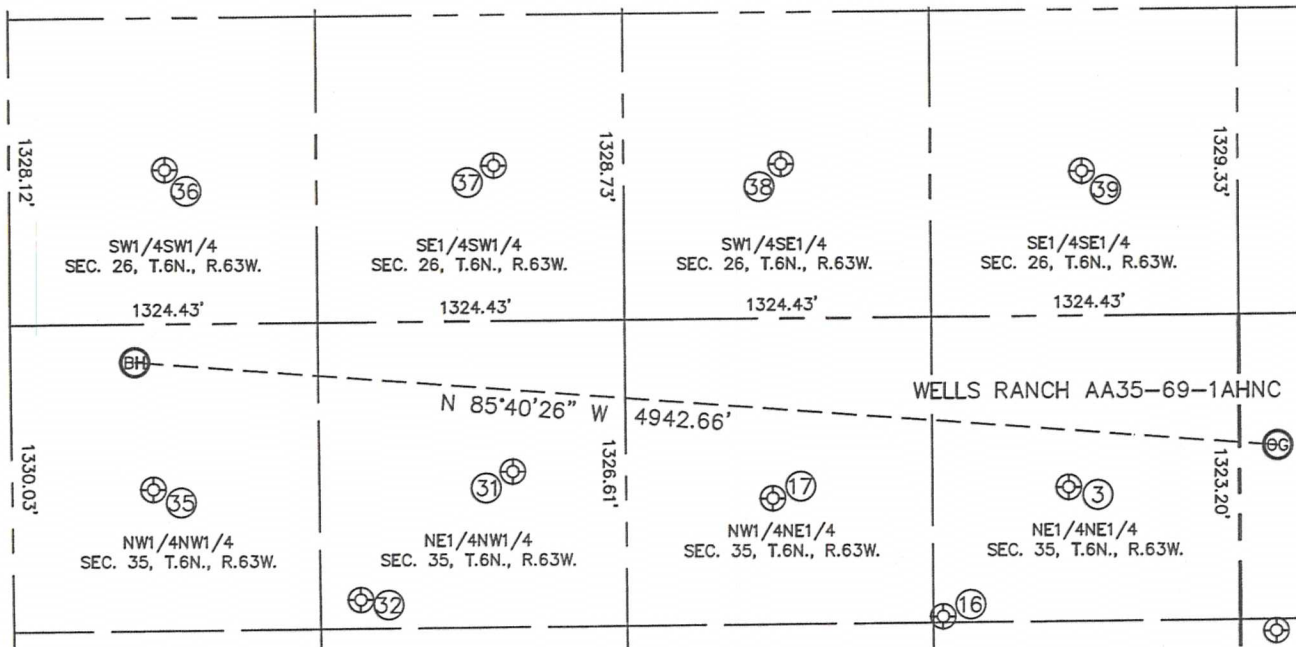 1328.12'
1328.73'
1329.33'
36
37
38
39
SW1/4SW1/4
SEC. 26, T.6N., R.63W.
SE1/4SW1/4
SEC. 26, T.6N., R.63W.
SW1/4SE1/4
SEC. 26, T.6N., R.63W.
SE1/4SE1/4
SEC. 26, T.6N., R.63W.
1324.43'
1324.43'
1324.43'
1324.43'
BH
N 85°40'26" W 4942.66'
WELLS RANCH AA35-69-1AHNC
OG
1330.03'
1326.61'
1323.20'
35
31
17
3
NW1/4NW1/4
SEC. 35, T.6N., R.63W.
NE1/4NW1/4
SEC. 35, T.6N., R.63W.
NW1/4NE1/4
SEC. 35, T.6N., R.63W.
NE1/4NE1/4
SEC. 35, T.6N., R.63W.
32
16